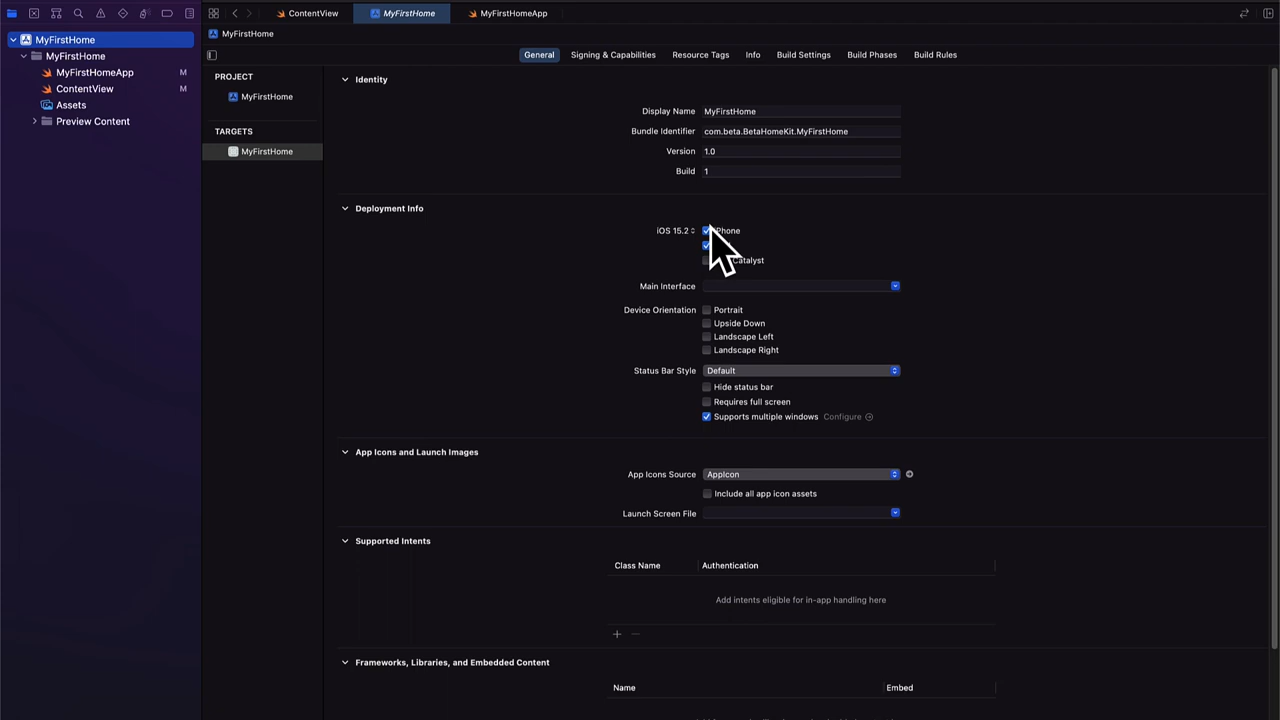 ContentView
MyFirstHome
MyFirstHomeApp
MyFirstHome
MyFirstHome
MyFirstHomeApp M
ContentView M
Assets
Preview Content
MyFirstHome
General
Signing & Capabilities
Resource Tags
Info
Build Settings
Build Phases
Build Rules
PROJECT
MyFirstHome
TARGETS
MyFirstHome
Identity
Display Name MyFirstHome
Bundle Identifier com.beta.BetaHomeKit.MyFirstHome
Version 1.0
Build 1
Deployment Info
iOS 15.2 Phone
Catalyst
Main Interface
Device Orientation Portrait
Upside Down
Landscape Left
Landscape Right
Status Bar Style Default
Hide status bar
Requires full screen
Supports multiple windows Configure
App Icons and Launch Images
App Icons Source AppIcon
Include all app icon assets
Launch Screen File
Supported Intents
Class Name Authentication
Add intents eligible for in-app handling here
Frameworks, Libraries, and Embedded Content
Name Embed